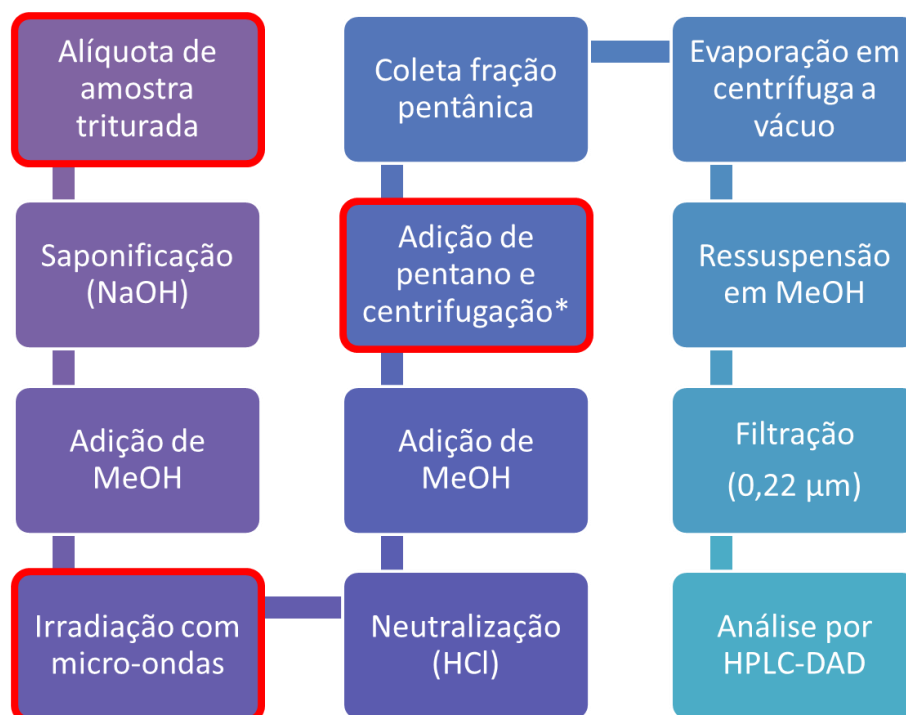 Alíquota de
amostra
triturada
Saponificação
(NaOH)
Adição de
MeOH
Irradiação com
micro-ondas
Neutralização
(HCl)
Adição de
MeOH
Adição de
pentano e
centrifugação*
Coleta fração
pentânica
Evaporação em
centrífuga a
vácuo
Ressuspensão
em MeOH
Filtração
(0,22 µm)
Análise por
HPLC-DAD